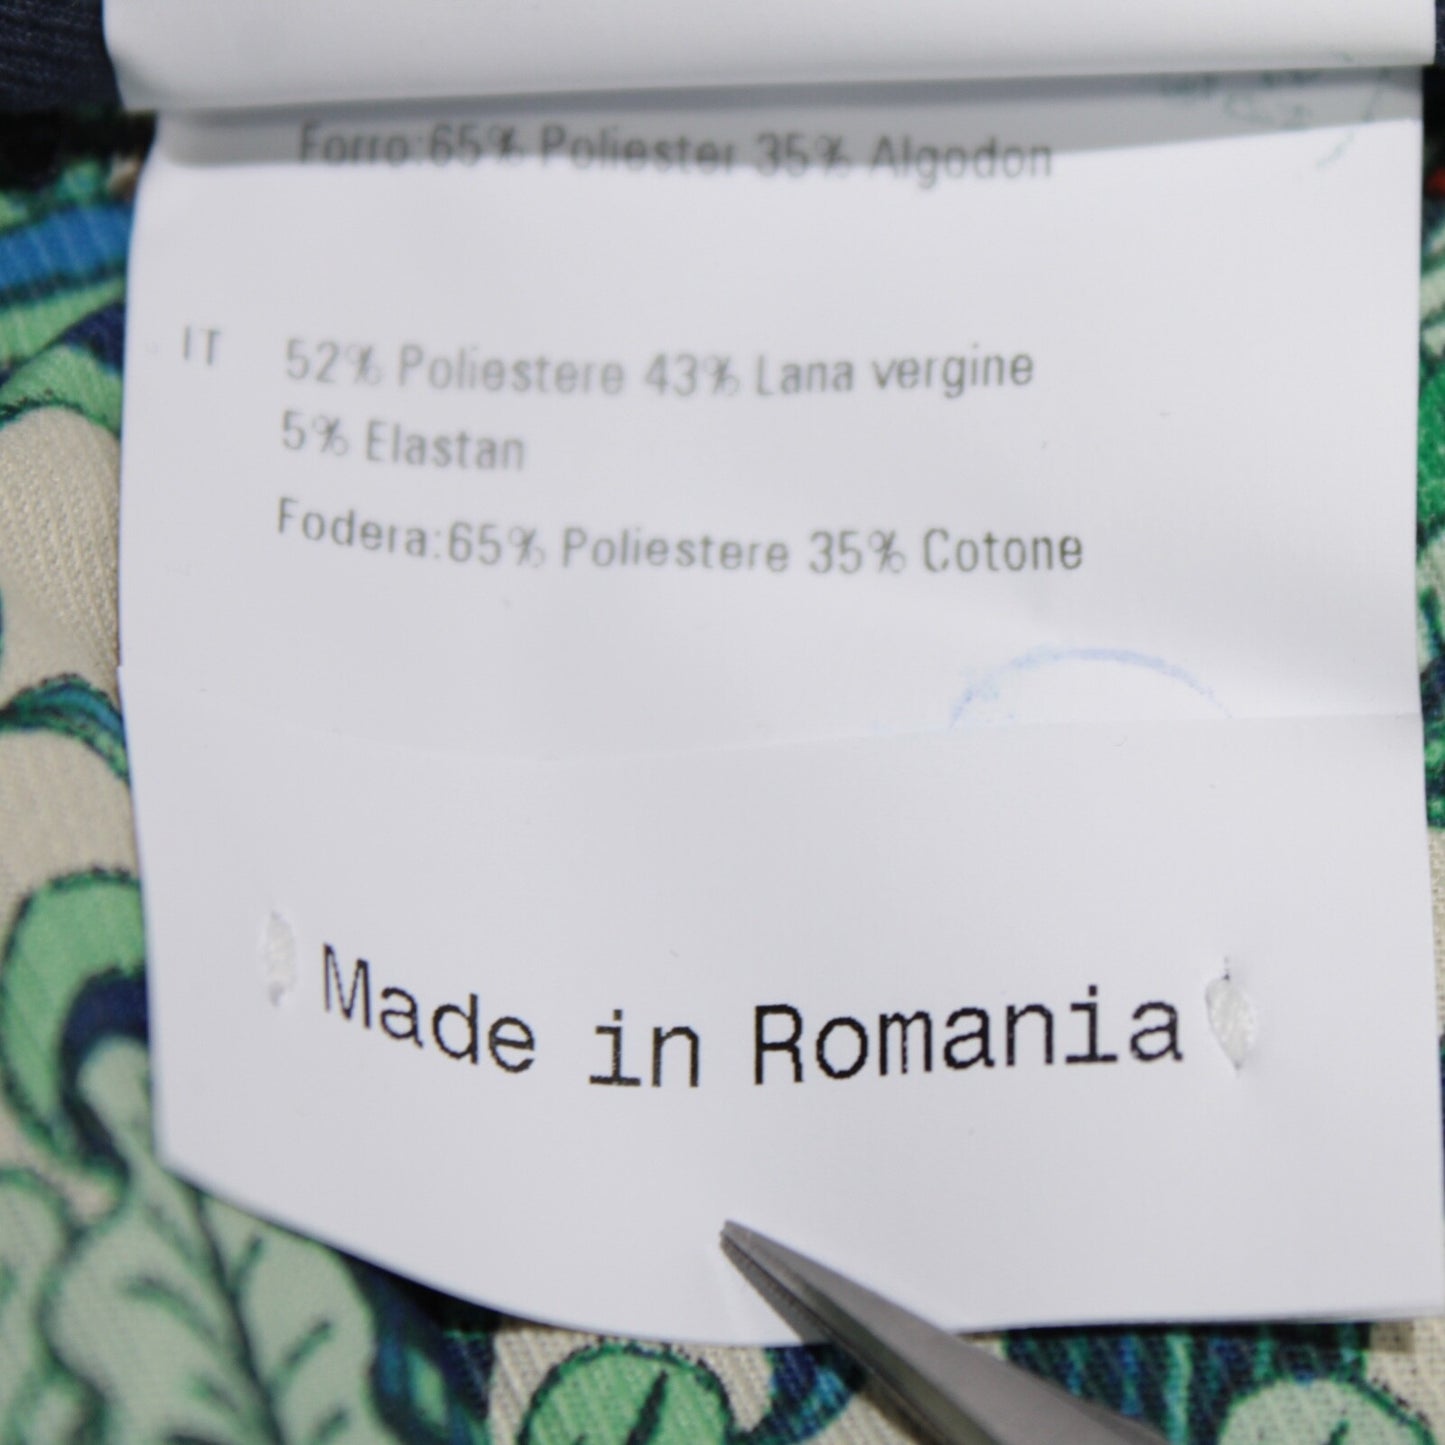 Forro:65% Poliester 35% Algodon
IT 52% Poliestere 43% Lana vergine
5% Elastan
Fodera:65% Poliestere 35% Cotone
Made in Romania